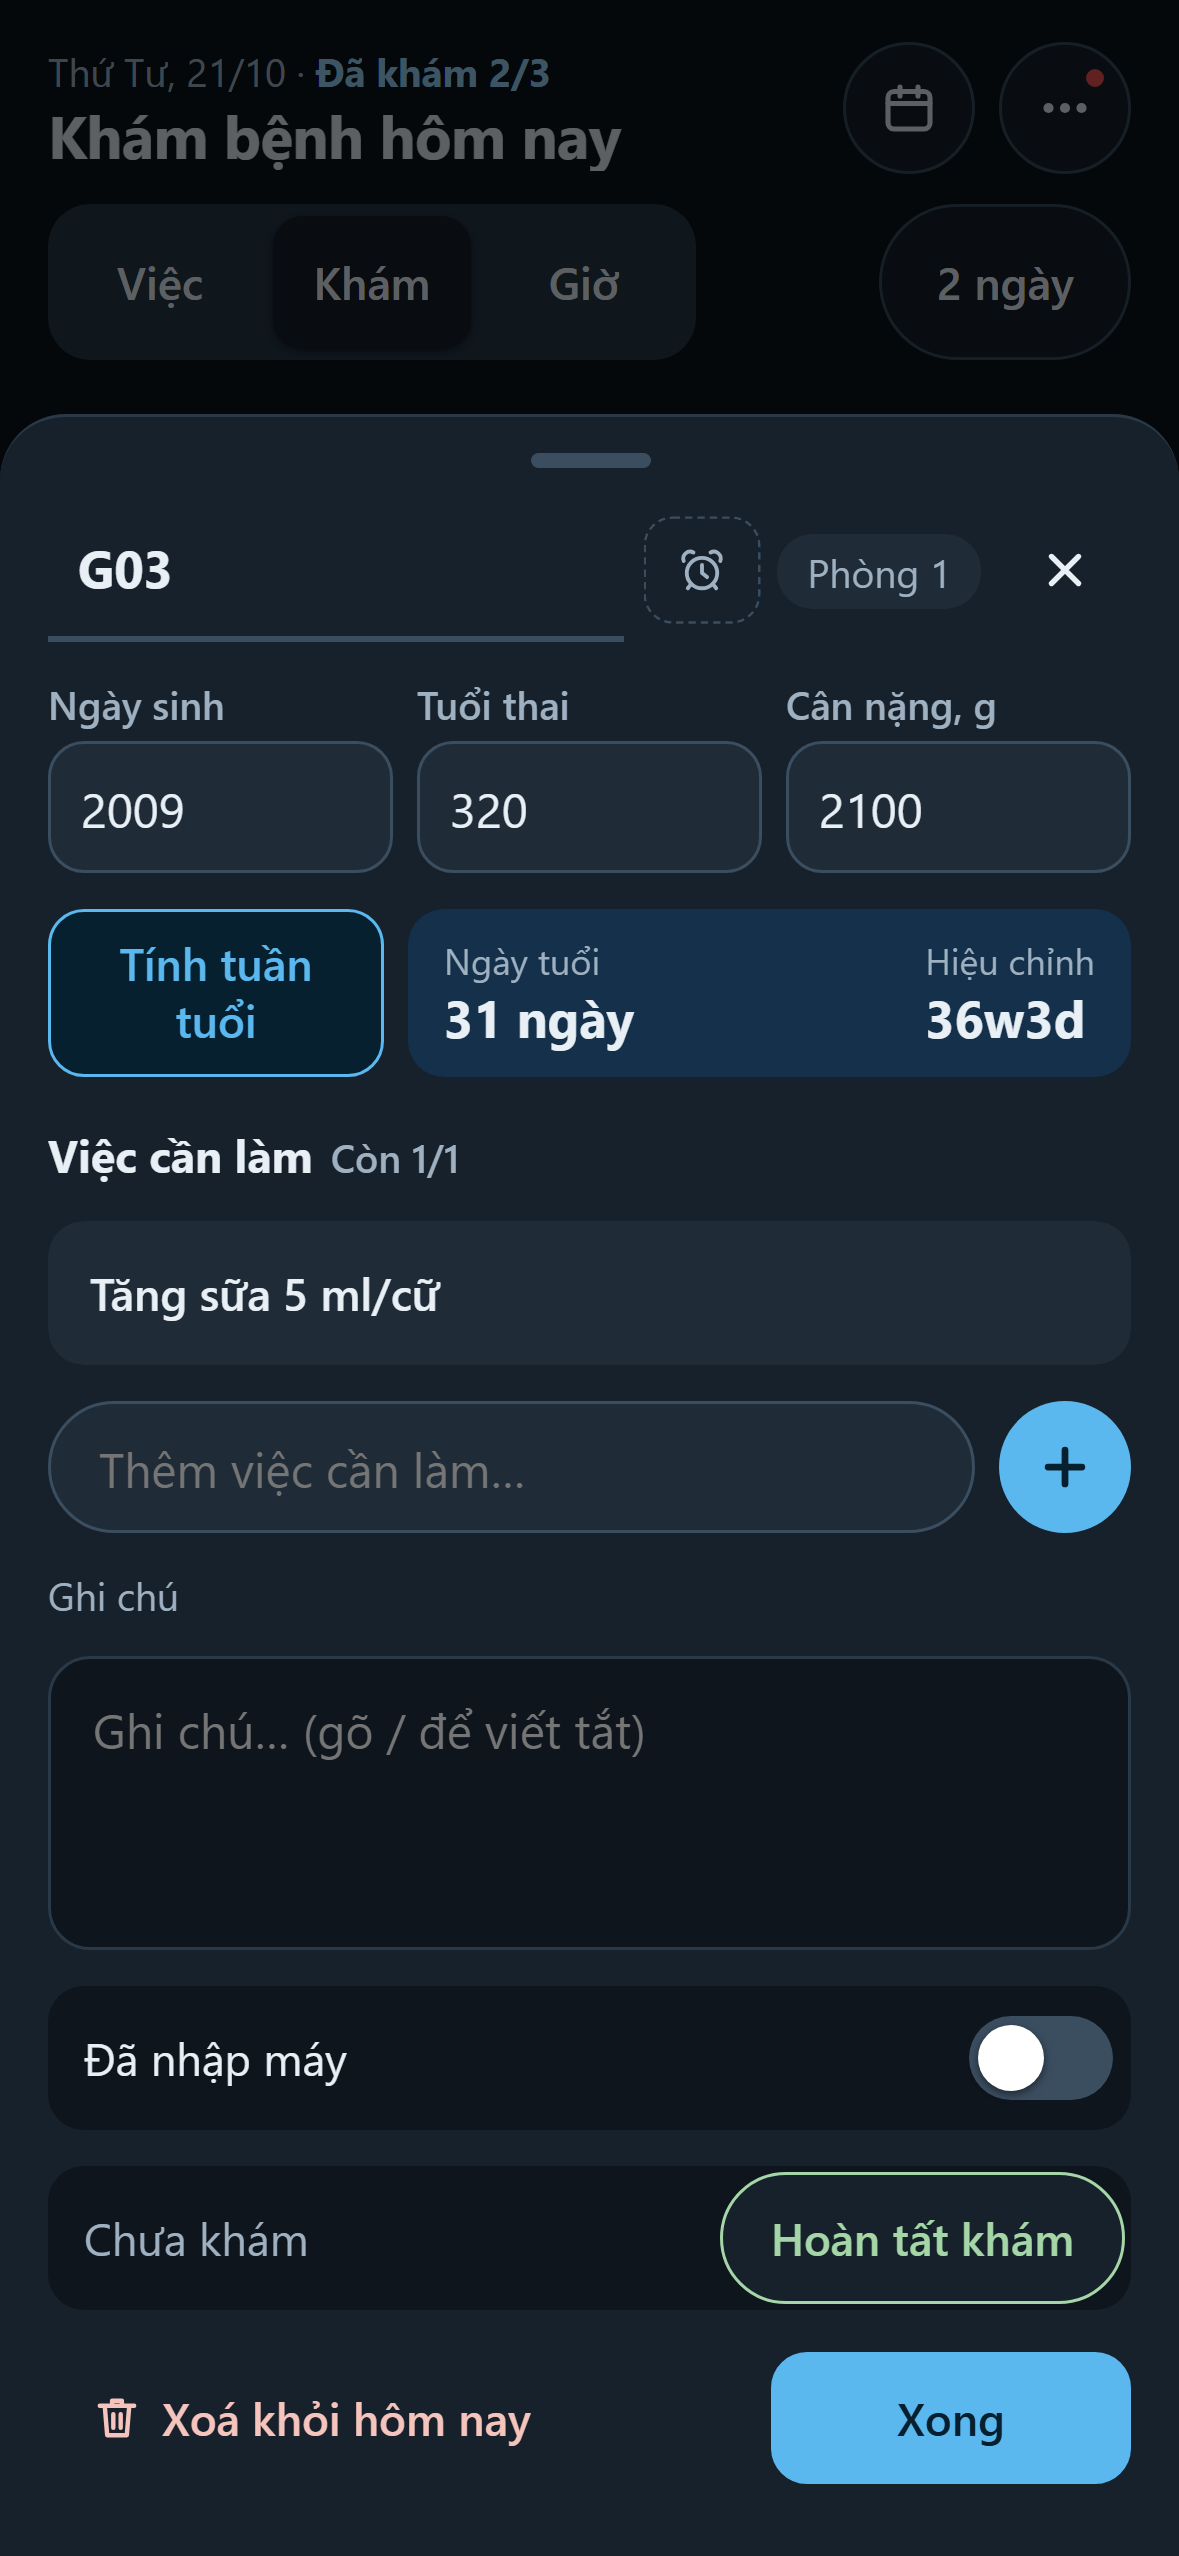 Thứ Tư, 21/10 · Đã khám 2/3
Khám bệnh hôm nay
Việc
Khám
Giờ
2 ngày
G03
Phòng 1
Ngày sinh
Tuổi thai
Cân nặng, g
2009
320
2100
Tính tuần
tuổi
Ngày tuổi
Hiệu chỉnh
31 ngày
36w3d
Việc cần làm Còn 1/1
Tăng sữa 5 ml/cữ
Thêm việc cần làm...
Ghi chú
Ghi chú... (gõ / để viết tắt)
Đã nhập máy
Chưa khám
Hoàn tất khám
Xoá khỏi hôm nay
Xong